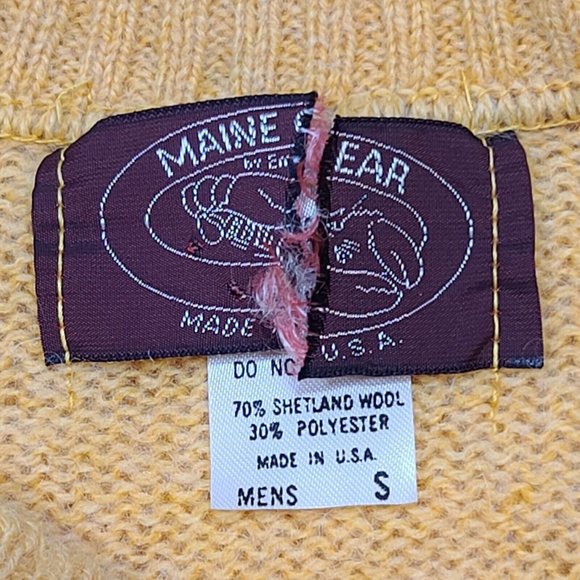 MAINE EAR
by E
MADE U.S.A.
DO NO
70% SHETLAND WOOL
30% POLYESTER
MADE IN U.S.A.
MENS S